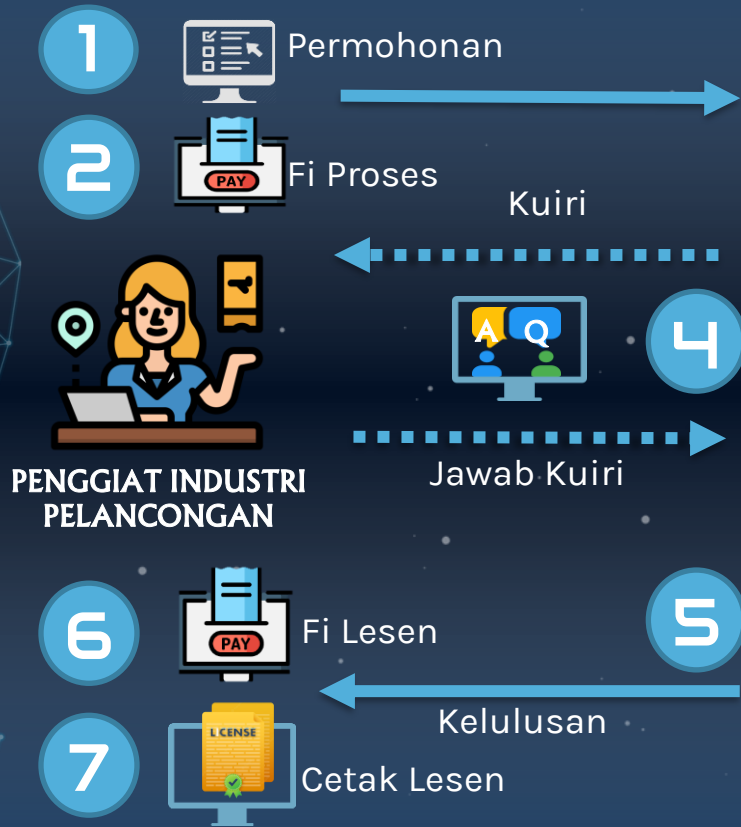 1
Permohonan
2
PAY
Fi Proses
Kuiri
A Q
4
Jawab Kuiri
PENGGIAT INDUSTRI
PELANCONGAN
6
PAY
Fi Lesen
5
Kelulusan
7
LICENSE
Cetak Lesen